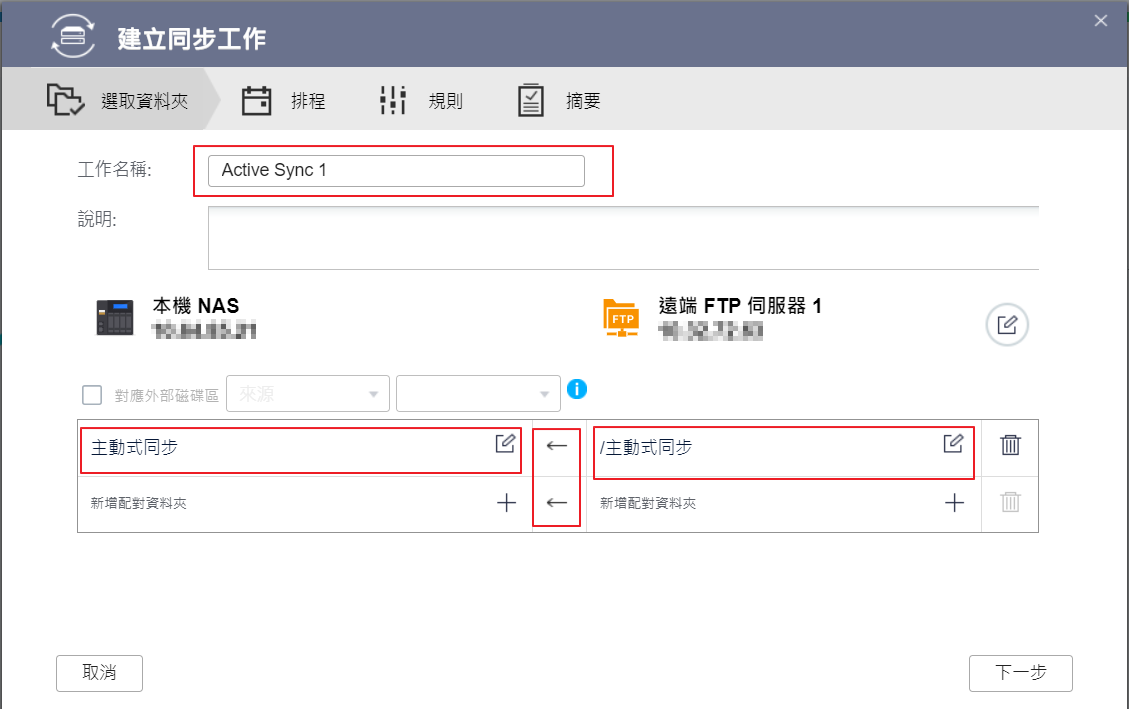 建立同步工作
選取資料夾
排程
規則
摘要
工作名稱:
Active Sync 1
說明:
本機 NAS
遠端 FTP 伺服器 1
FTP
對應外部磁碟區
來源
主動式同步
/主動式同步
新增配對資料夾
新增配對資料夾
取消
下一步